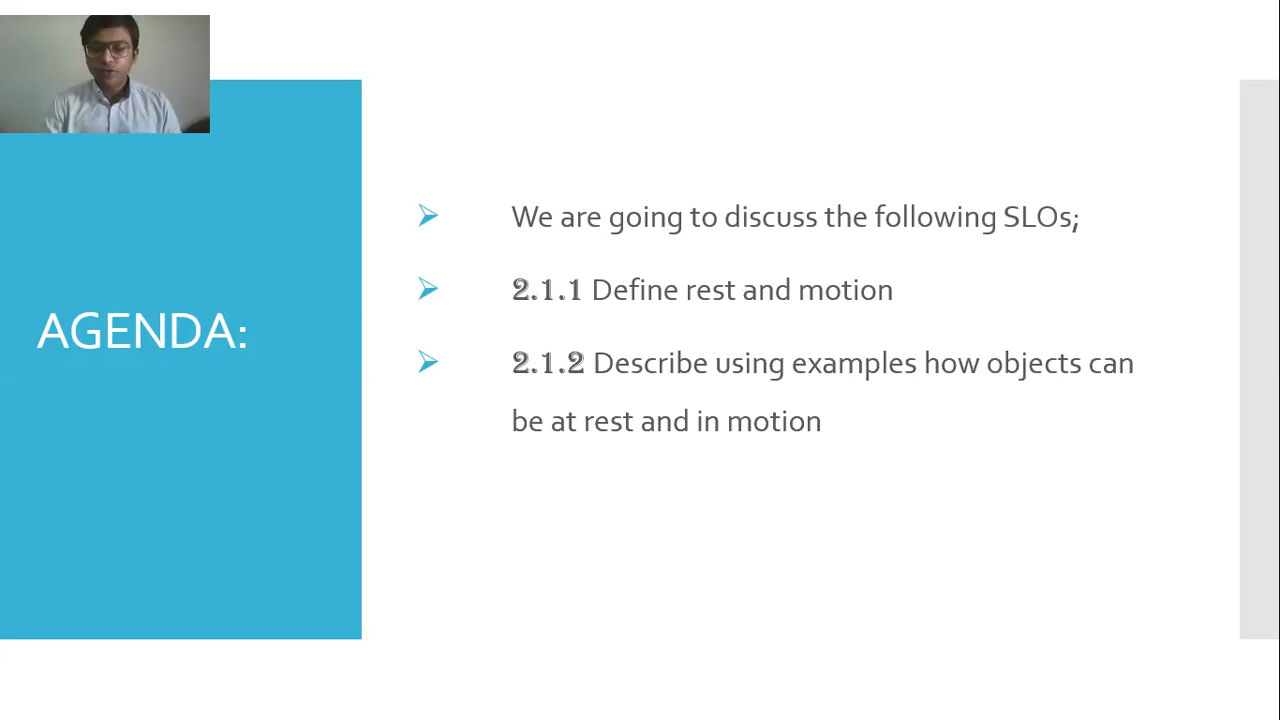 AGENDA:
We are going to discuss the following SLOs;
2.1.1 Define rest and motion
2.1.2 Describe using examples how objects can
be at rest and in motion